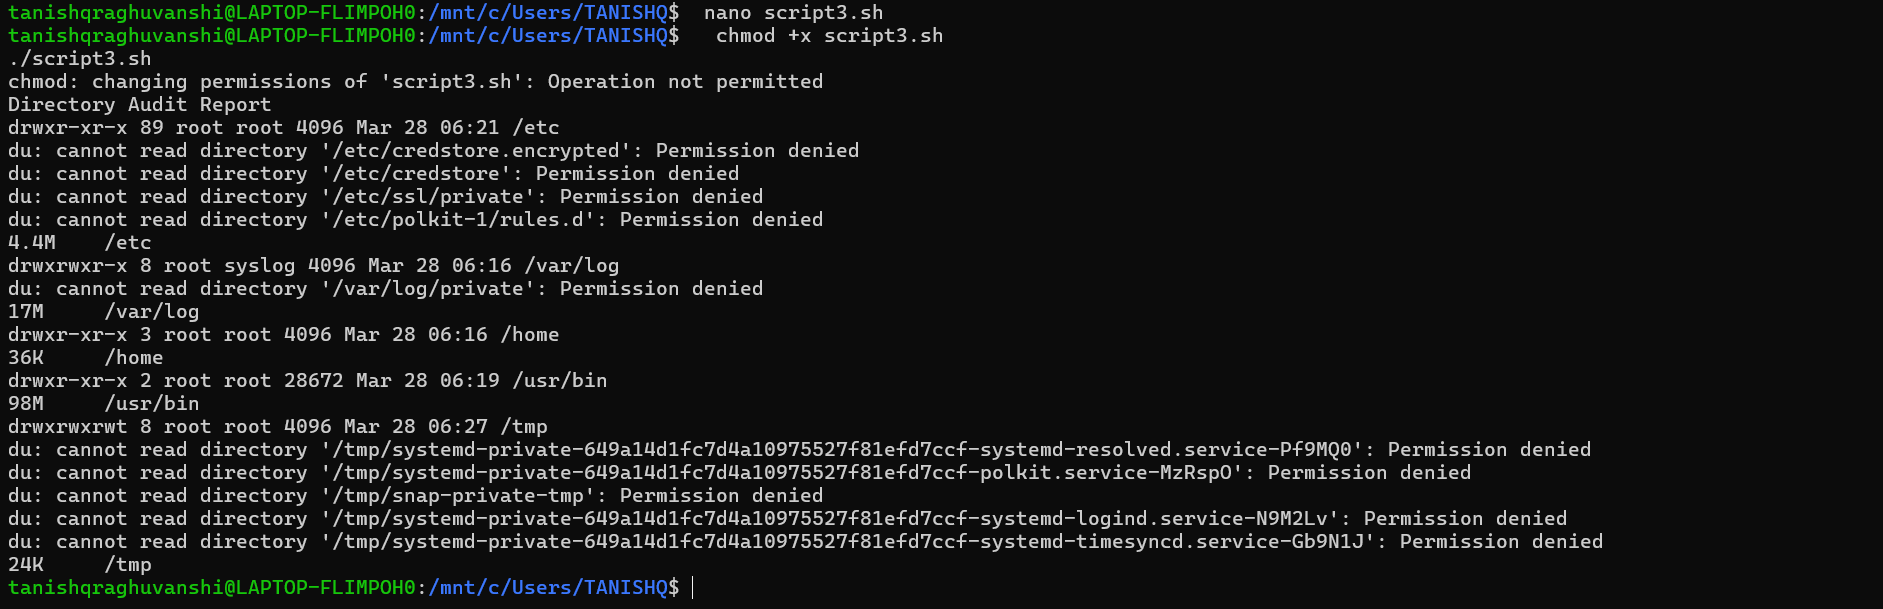 tanishqraghuvanshi@LAPTOP-FLIMPOH0:/mnt/c/Users/TANISHQ$  nano script3.sh
tanishqraghuvanshi@LAPTOP-FLIMPOH0:/mnt/c/Users/TANISHQ$   chmod +x script3.sh
./script3.sh
chmod: changing permissions of 'script3.sh': Operation not permitted
Directory Audit Report
drwxr-xr-x 89 root root 4096 Mar 28 06:21 /etc
du: cannot read directory '/etc/credstore.encrypted': Permission denied
du: cannot read directory '/etc/credstore': Permission denied
du: cannot read directory '/etc/ssl/private': Permission denied
du: cannot read directory '/etc/polkit-1/rules.d': Permission denied
4.4M    /etc
drwxrwxr-x 8 root syslog 4096 Mar 28 06:16 /var/log
du: cannot read directory '/var/log/private': Permission denied
17M     /var/log
drwxr-xr-x 3 root root 4096 Mar 28 06:16 /home
36K     /home
drwxr-xr-x 2 root root 28672 Mar 28 06:19 /usr/bin
98M     /usr/bin
drwxrwxrwt 8 root root 4096 Mar 28 06:27 /tmp
du: cannot read directory '/tmp/systemd-private-649a14d1fc7d4a10975527f81efd7ccf-systemd-resolved.service-Pf9MQ0': Permission denied
du: cannot read directory '/tmp/systemd-private-649a14d1fc7d4a10975527f81efd7ccf-polkit.service-MzRspO': Permission denied
du: cannot read directory '/tmp/snap-private-tmp': Permission denied
du: cannot read directory '/tmp/systemd-private-649a14d1fc7d4a10975527f81efd7ccf-systemd-logind.service-N9M2Lv': Permission denied
du: cannot read directory '/tmp/systemd-private-649a14d1fc7d4a10975527f81efd7ccf-systemd-timesyncd.service-Gb9N1J': Permission denied
24K     /tmp
tanishqraghuvanshi@LAPTOP-FLIMPOH0:/mnt/c/Users/TANISHQ$